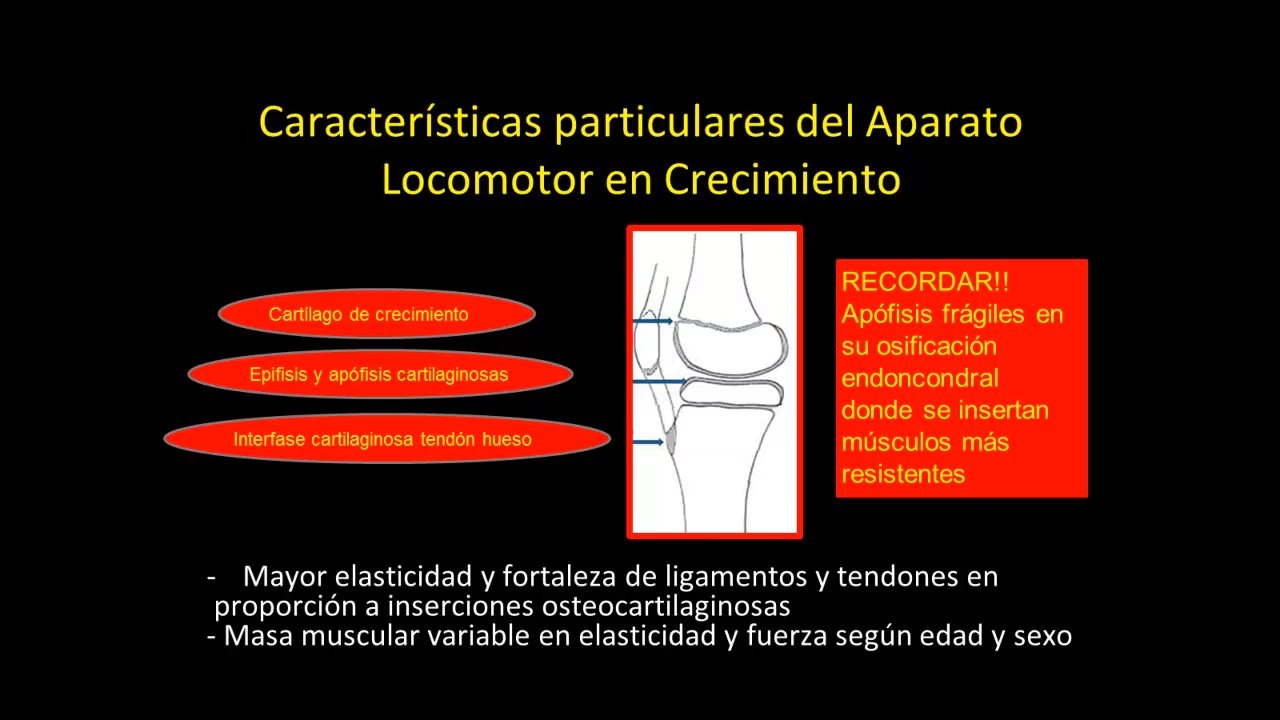 Características particulares del Aparato
Locomotor en Crecimiento
Cartílago de crecimiento
Epifisis y apófisis cartilaginosas
Interfase cartilaginosa tendón hueso
RECORDAR!!
Apófisis frágiles en
su osificación
endoncondral
donde se insertan
músculos más
resistentes
- Mayor elasticidad y fortaleza de ligamentos y tendones en
proporción a inserciones osteocartilaginosas
- Masa muscular variable en elasticidad y fuerza según edad y sexo